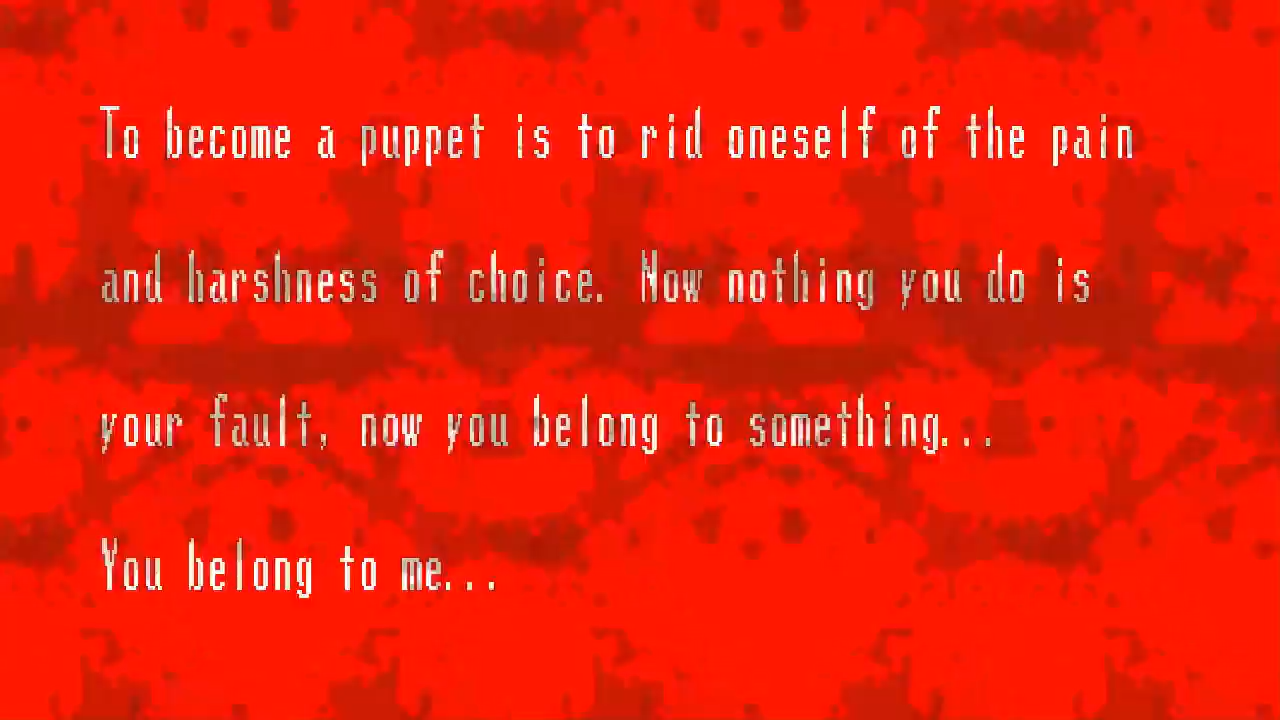 To become a puppet is to rid oneself of the pain
and harshness of choice. Now nothing you do is
your fault, now you belong to something...
You belong to me...